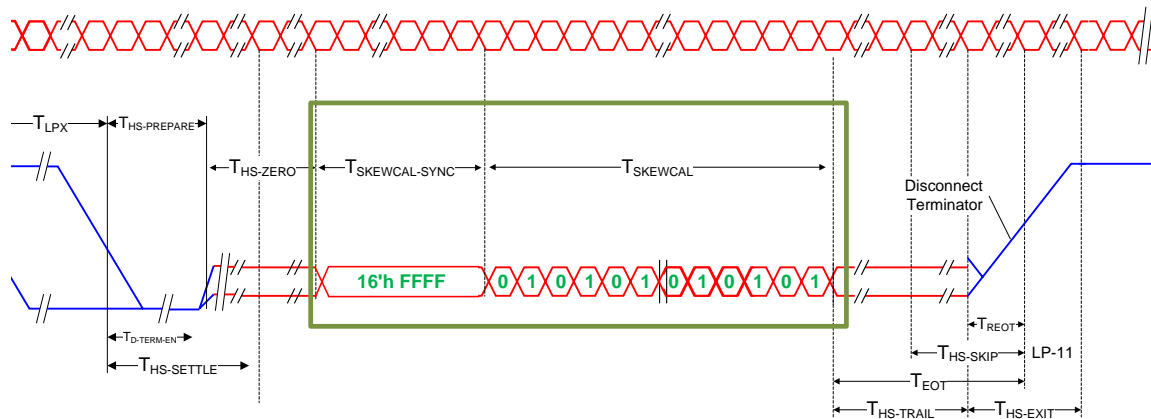 TLPX
THS-PREPARE
THS-ZERO
TSKEWCAL-SYNC
TSKEWCAL
Disconnect
Terminator
16'h FFFF
0 1 0 1 0 1 0 1 0 1 0 1
TD-TERM-EN
TREOT
THS-SETTLE
THS-SKIP
LP-11
TEOT
THS-TRAIL
THS-EXIT